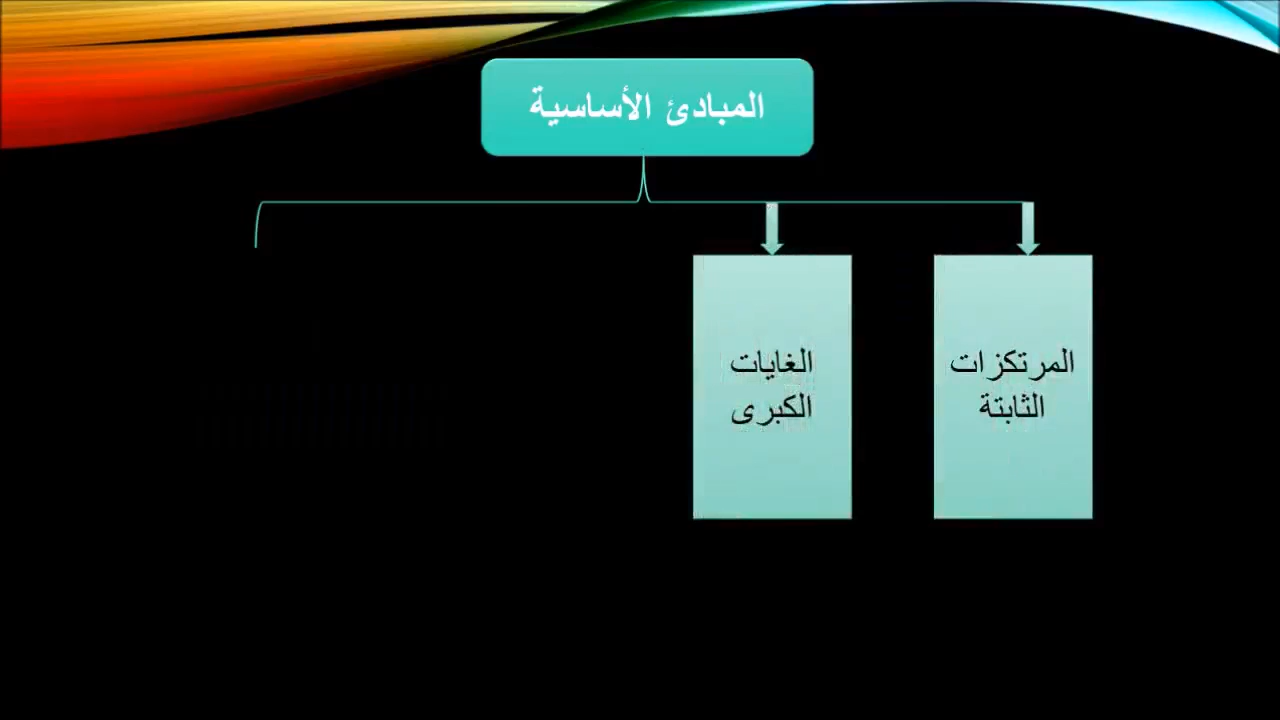 المبادئ الأساسية
المرتكزات
الثابتة
الغايات
الكبرى